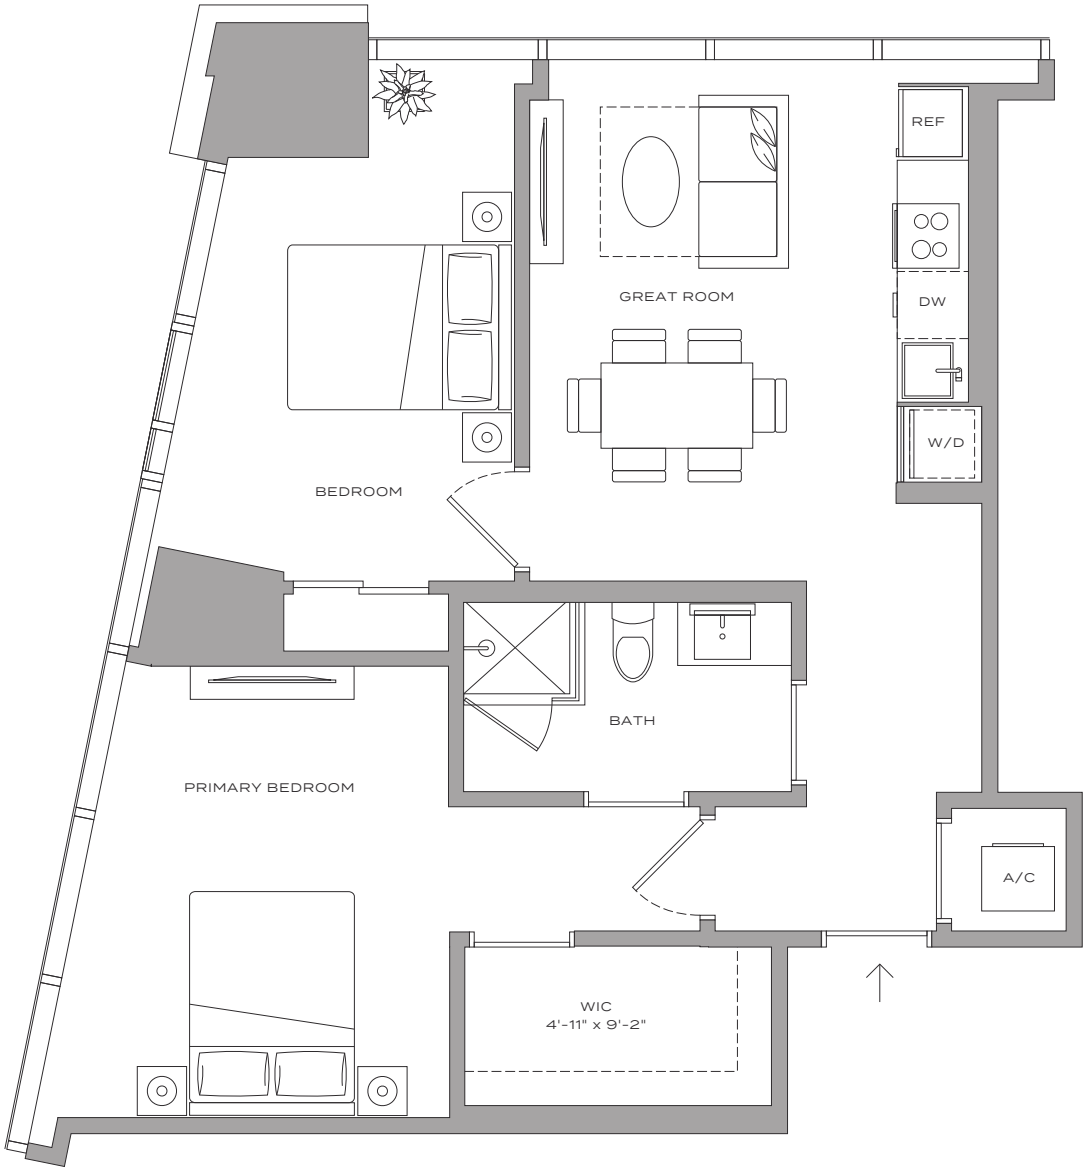 REF
GREAT ROOM
DW
W/D
BEDROOM
BATH
PRIMARY BEDROOM
A/C
WIC
4'-11" x 9'-2"